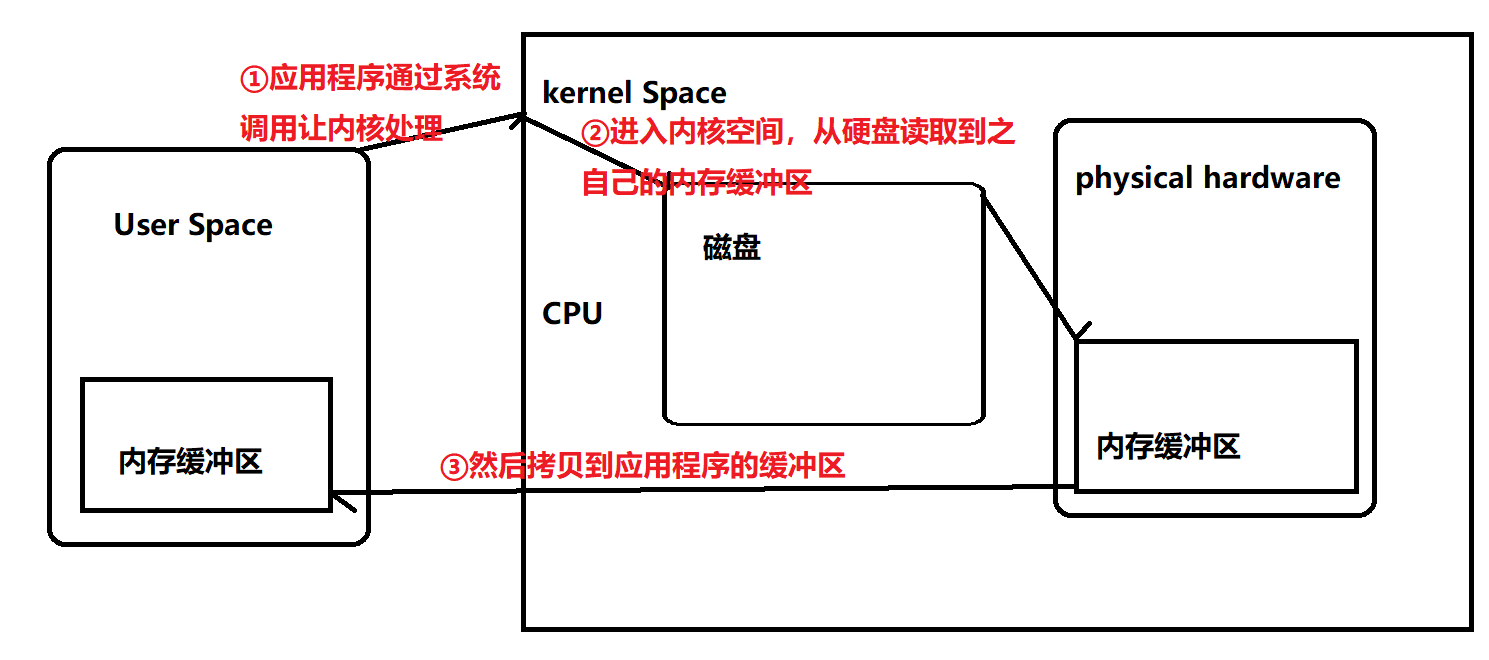 ①应用程序通过系统
调用让内核处理
kernel Space
②进入内核空间，从硬盘读取到之
自己的内存缓冲区
physical hardware
User Space
磁盘
CPU
内存缓冲区
内存缓冲区
③然后拷贝到应用程序的缓冲区